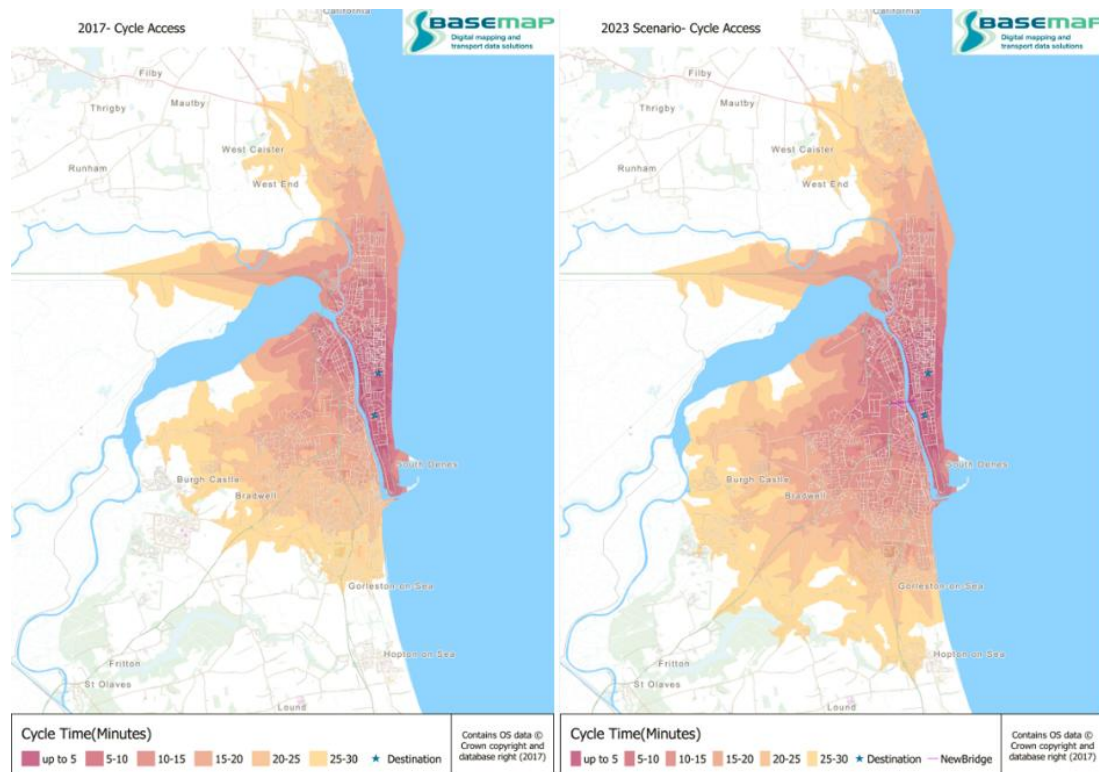 California
2017- Cycle Access
BASEMAP
Digital mapping and
transport data solutions
Filby
Thrigby
Mautby
West Caister
Runham
West End
South Denes
Burgh Castle
Bradwell
Gorleston-on-Sea
Hopton on Sea
Fritton
St Olaves
Lound
Cycle Time(Minutes)
up to 5 5-10 10-15 15-20 20-25 25-30 Destination
Contains OS data ©
Crown copyright and
database right (2017)
California
2023 Scenario- Cycle Access
BASEMAP
Digital mapping and
transport data solutions
Filby
Thrigby
Mautby
West Caister
Runham
West End
South Denes
Burgh Castle
Bradwell
Gorleston-on-Sea
Hopton on Sea
Fritton
St Olaves
Lound
Cycle Time(Minutes)
up to 5 5-10 10-15 15-20 20-25 25-30 Destination NewBridge
Contains OS data ©
Crown copyright and
database right (2017)